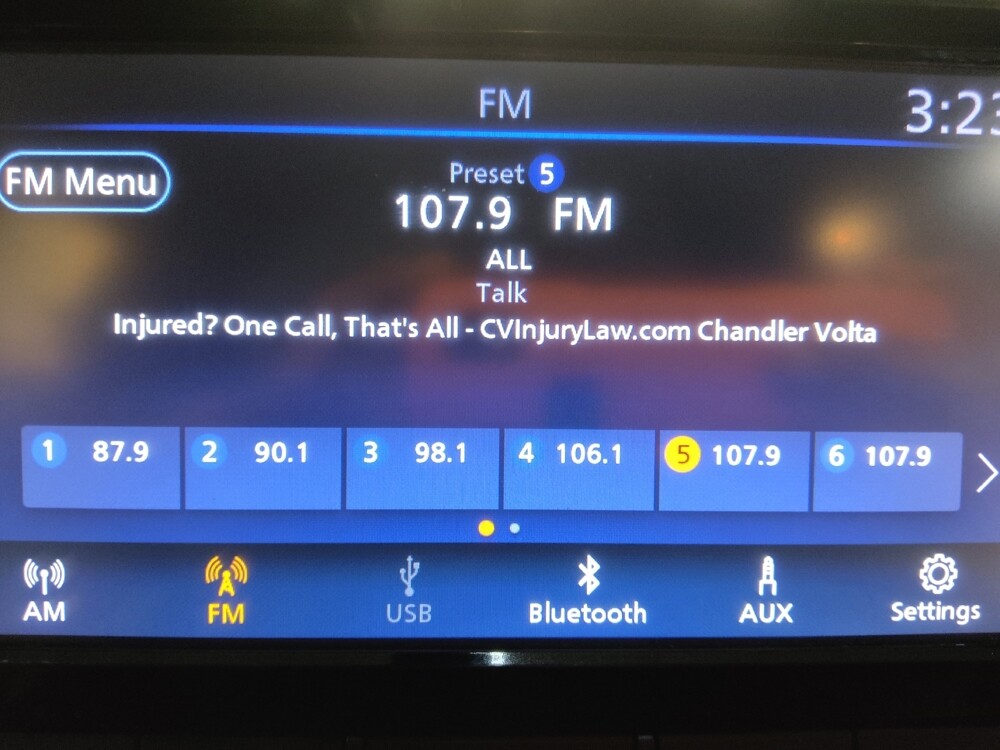 FM
3:23
FM Menu
Preset 5
107.9 FM
ALL
Talk
Injured? One Call, That's All - CVInjuryLaw.com Chandler Volta
1 87.9 2 90.1 3 98.1 4 106.1 5 107.9 6 107.9
AM FM USB Bluetooth AUX Settings